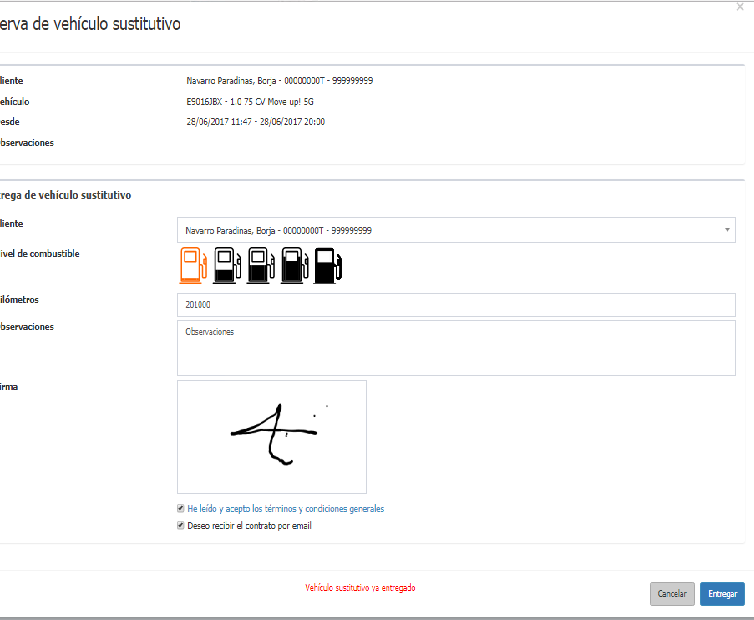 erva de vehículo sustitutivo
liente Navarro Paradinas, Borja - 00000000T - 999999999
ehículo E9016JBX - 1.0 75 CV Move up! 5G
esde 28/06/2017 11:47 - 28/06/2017 20:00
bservaciones
trega de vehículo sustitutivo
liente Navarro Paradinas, Borja - 00000000T - 999999999
ivel de combustible
ilómetros 201000
bservaciones Observaciones
irma
He leído y acepto los términos y condiciones generales
Deseo recibir el contrato por email
Vehículo sustitutivo ya entregado
Cancelar Entregar